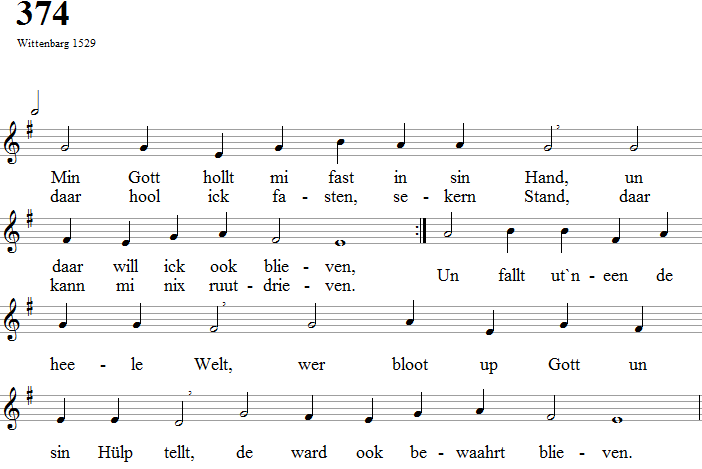 374
Wittenbarg 1529
Min Gott hollt mi fast in sin Hand, un
daar hool ick fa - sten, se - kern Stand, daar
daar will ick ook blie - ven,
kann mi nix ruut - drie - ven.
Un fallt ut`n - een de
hee - le Welt, wer bloot up Gott un
sin Hülp tellt, de ward ook be - waahrt blie - ven.